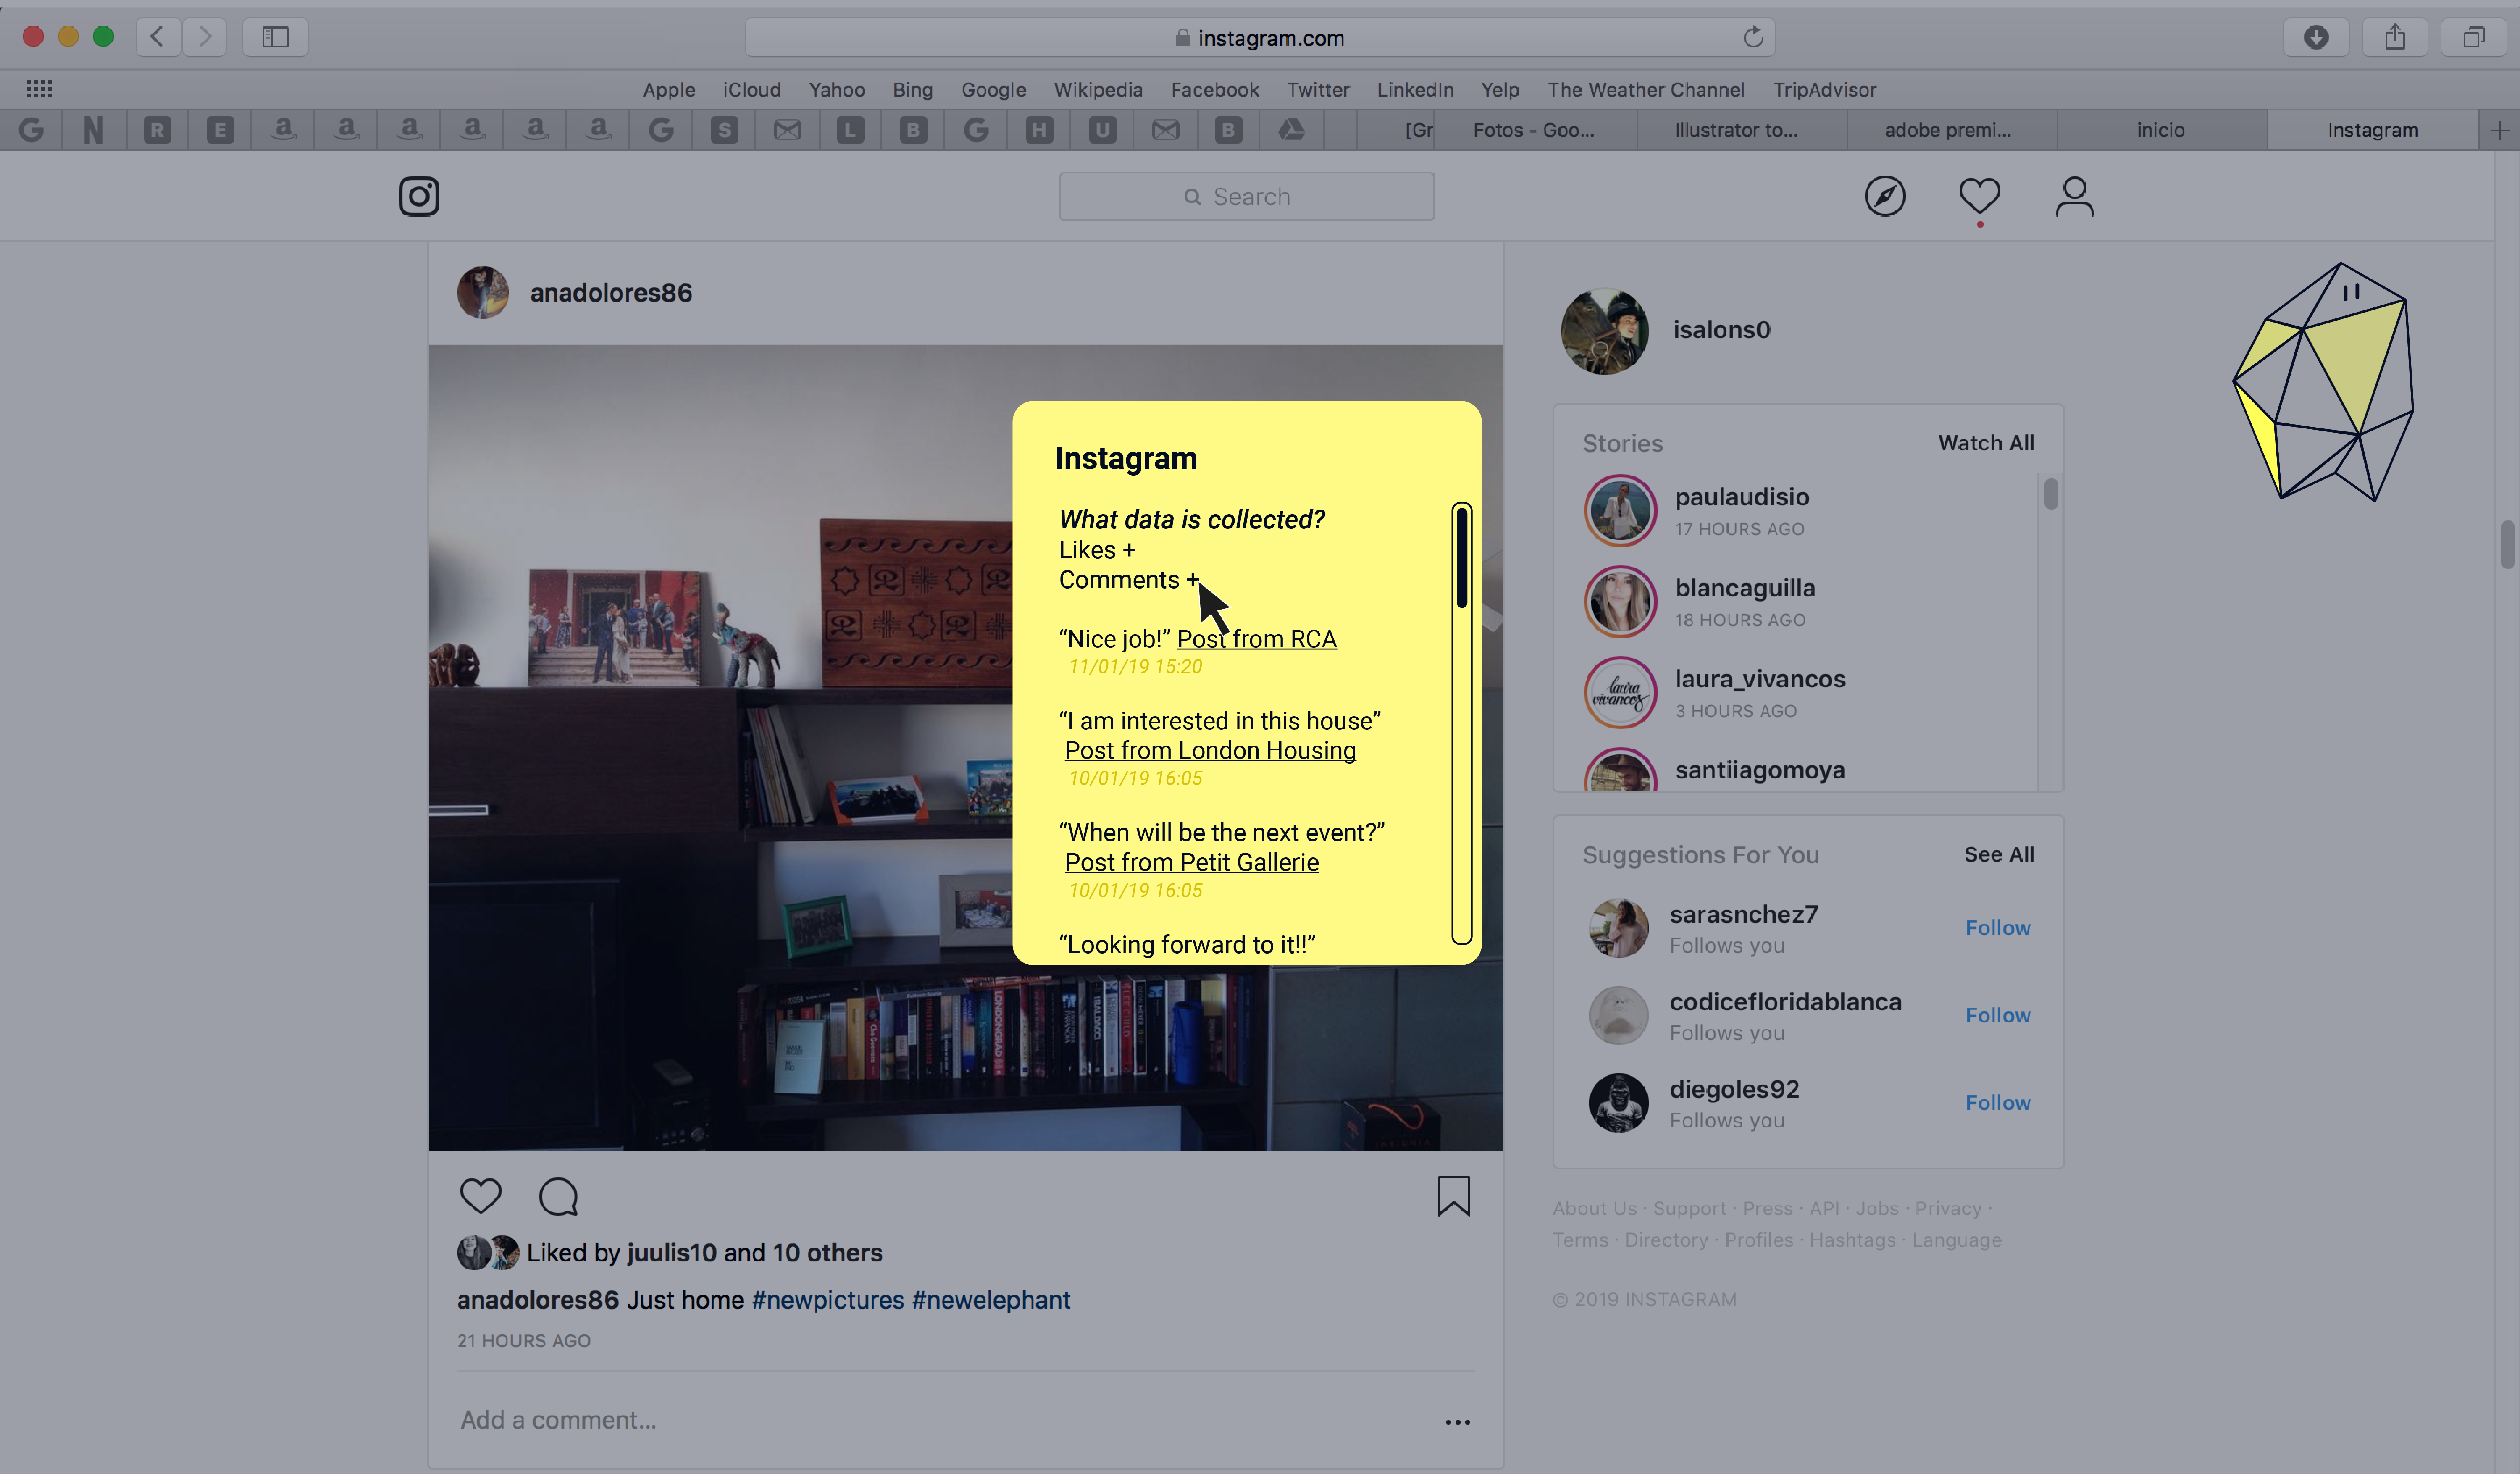 instagram.com
Apple iCloud Yahoo Bing Google Wikipedia Facebook Twitter LinkedIn Yelp The Weather Channel TripAdvisor
G N R E a a a a a a G S L B G H U B [Gr Fotos - Goo... Illustrator to... adobe premi... inicio Instagram
Search
anadolores86
isalons0
Instagram
What data is collected?
Likes +
Comments +
“Nice job!” Post from RCA
11/01/19 15:20
“I am interested in this house”
Post from London Housing
10/01/19 16:05
“When will be the next event?”
Post from Petit Gallerie
10/01/19 16:05
“Looking forward to it!!”
Stories Watch All
paulaudisio
17 HOURS AGO
blancaguilla
18 HOURS AGO
laura vivancos
laura_vivancos
3 HOURS AGO
santiiagomoya
Suggestions For You See All
sarasnchez7
Follows you
Follow
codicefloridablanca
Follows you
Follow
diegoles92
Follows you
Follow
LONDONGRAD
Liked by juulis10 and 10 others
anadolores86 Just home #newpictures #newelephant
21 HOURS AGO
Add a comment...
About Us · Support · Press · API · Jobs · Privacy ·
Terms · Directory · Profiles · Hashtags · Language
© 2019 INSTAGRAM